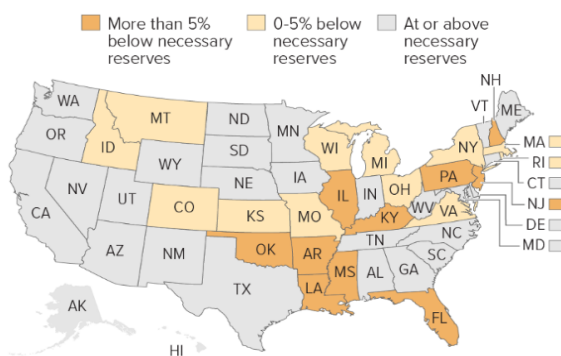 More than 5%
below necessary
reserves
0-5% below
necessary
reserves
At or above
necessary
reserves
NH
WA
VT
ME
MT
ND
MN
OR
ID
SD
WI
MI
NY
MA
WY
RI
IA
PA
CT
NE
NV
IL
IN
OH
NJ
UT
CO
WV
DE
CA
KS
MO
KY
VA
MD
NC
TN
AZ
NM
OK
AR
SC
MS
AL
GA
TX
LA
AK
FL
HI